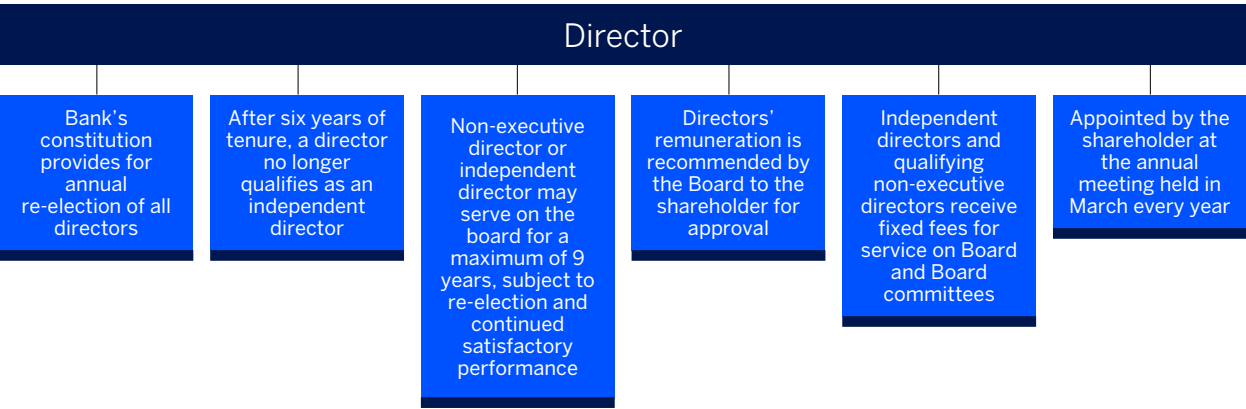 Director
Bank’s
constitution
provides for
annual
re-election of all
directors
After six years of
tenure, a director
no longer
qualifies as an
independent
director
Non-executive
director or
independent
director may
serve on the
board for a
maximum of 9
years, subject to
re-election and
continued
satisfactory
performance
Directors’
remuneration is
recommended by
the Board to the
shareholder for
approval
Independent
directors and
qualifying
non-executive
directors receive
fixed fees for
service on Board
and Board
committees
Appointed by the
shareholder at
the annual
meeting held in
March every year